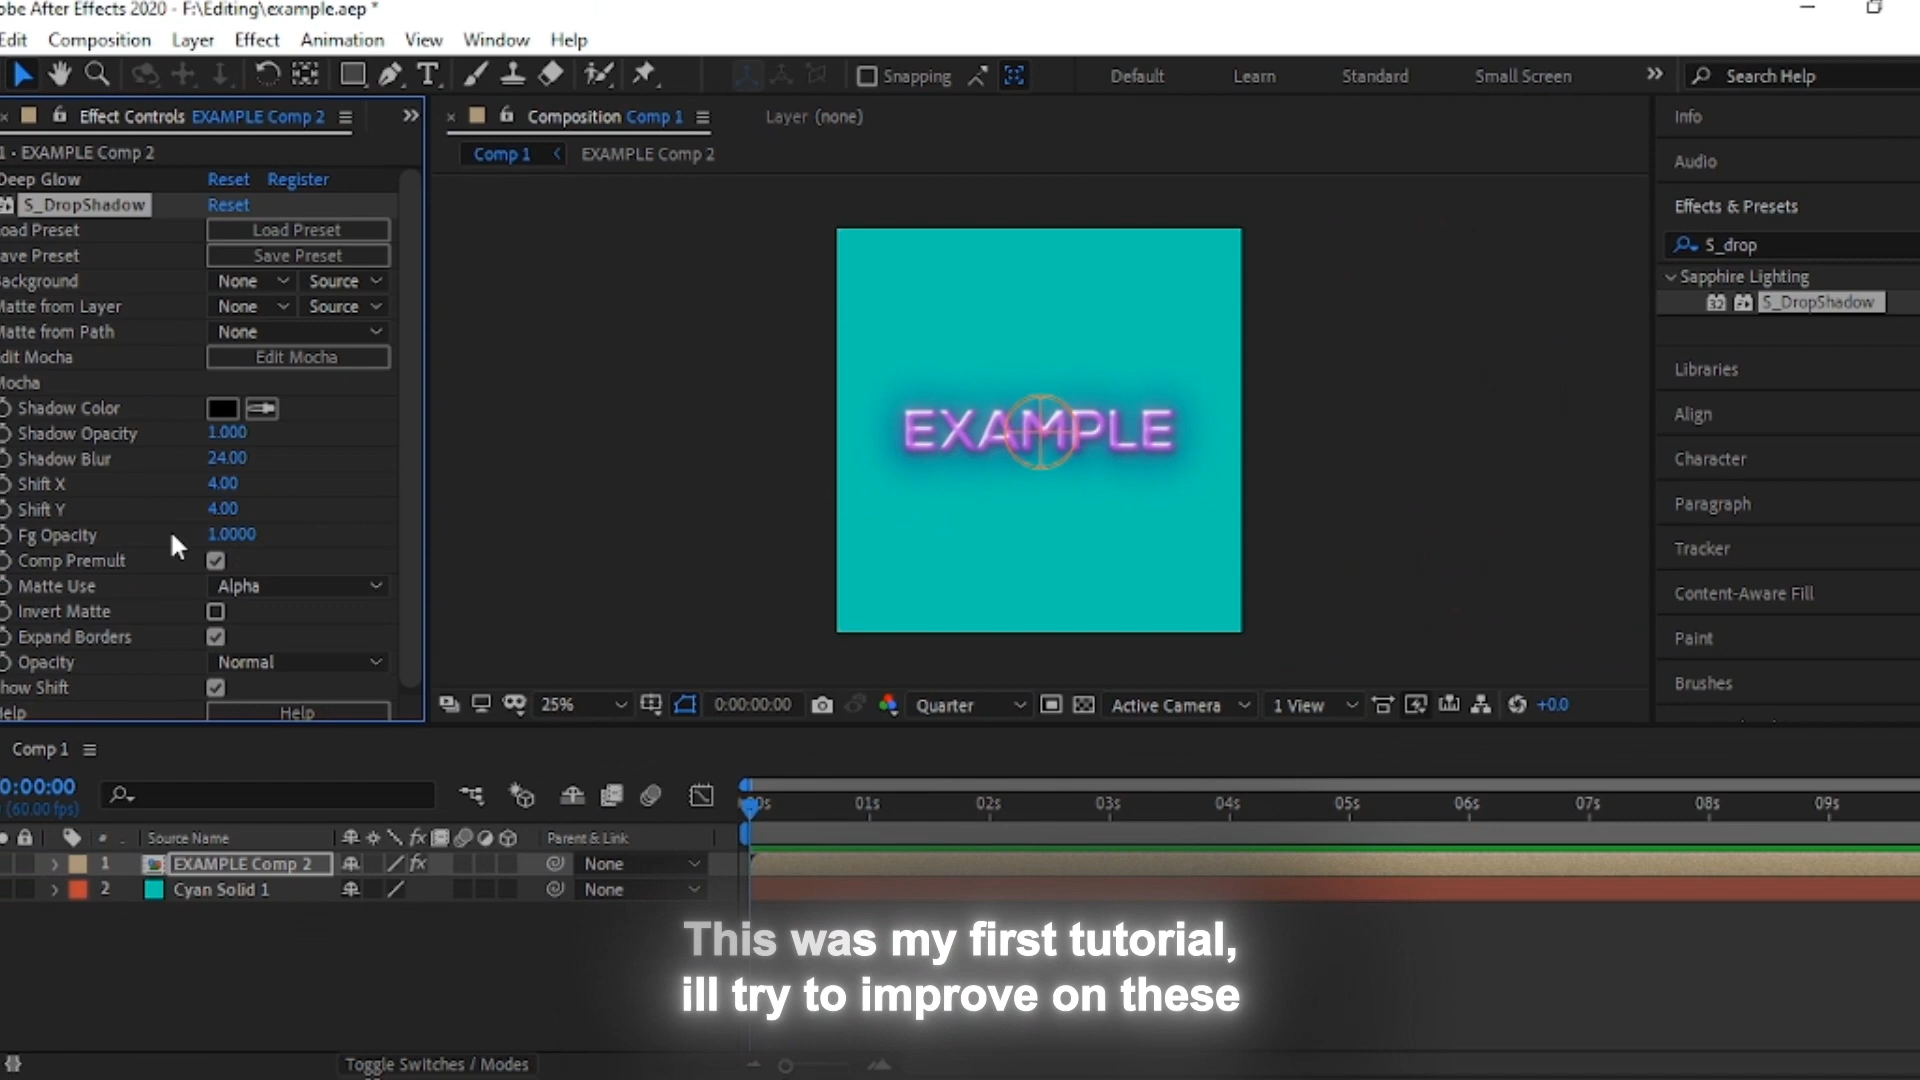 obe After Effects 2020 - F:\Editing\example.aep *
Edit Composition Layer Effect Animation View Window Help
Snapping Default Learn Standard Small Screen Search Help
Effect Controls EXAMPLE Comp 2
Composition Comp 1
Layer (none)
Info
1 · EXAMPLE Comp 2
Comp 1 EXAMPLE Comp 2
Audio
Deep Glow Reset Register
S_DropShadow Reset
Effects & Presets
oad Preset Load Preset
S_drop
ave Preset Save Preset
Sapphire Lighting
ackground None Source
32 S_DropShadow
Matte from Layer None Source
Matte from Path None
dit Mocha Edit Mocha
Libraries
Mocha
Shadow Color
Align
Shadow Opacity 1.000
EXAMPLE
Shadow Blur 24.00
Character
Shift X 4.00
Shift Y 4.00
Paragraph
Fg Opacity 1.0000
Tracker
Comp Premult
Matte Use Alpha
Content-Aware Fill
Invert Matte
Expand Borders
Paint
Opacity Normal
how Shift
Brushes
elp Help
25% 0:00:00:00 Quarter Active Camera 1 View +0.0
Comp 1
0:00:00
(60.00 fps)
00s 01s 02s 03s 04s 05s 06s 07s 08s 09s
# Source Name fx Parent & Link
1 EXAMPLE Comp 2 fx None
2 Cyan Solid 1 None
This was my first tutorial,
ill try to improve on these
Toggle Switches / Modes